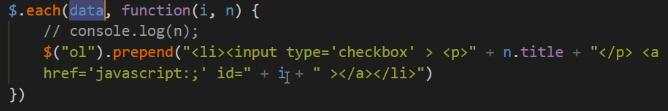 $.each(data, function(i, n) {
// console.log(n);
$("ol").prepend("<li><input type='checkbox' > <p>" + n.title + "</p> <a
href='javascript:;' id=" + i + " ></a></li>")
})